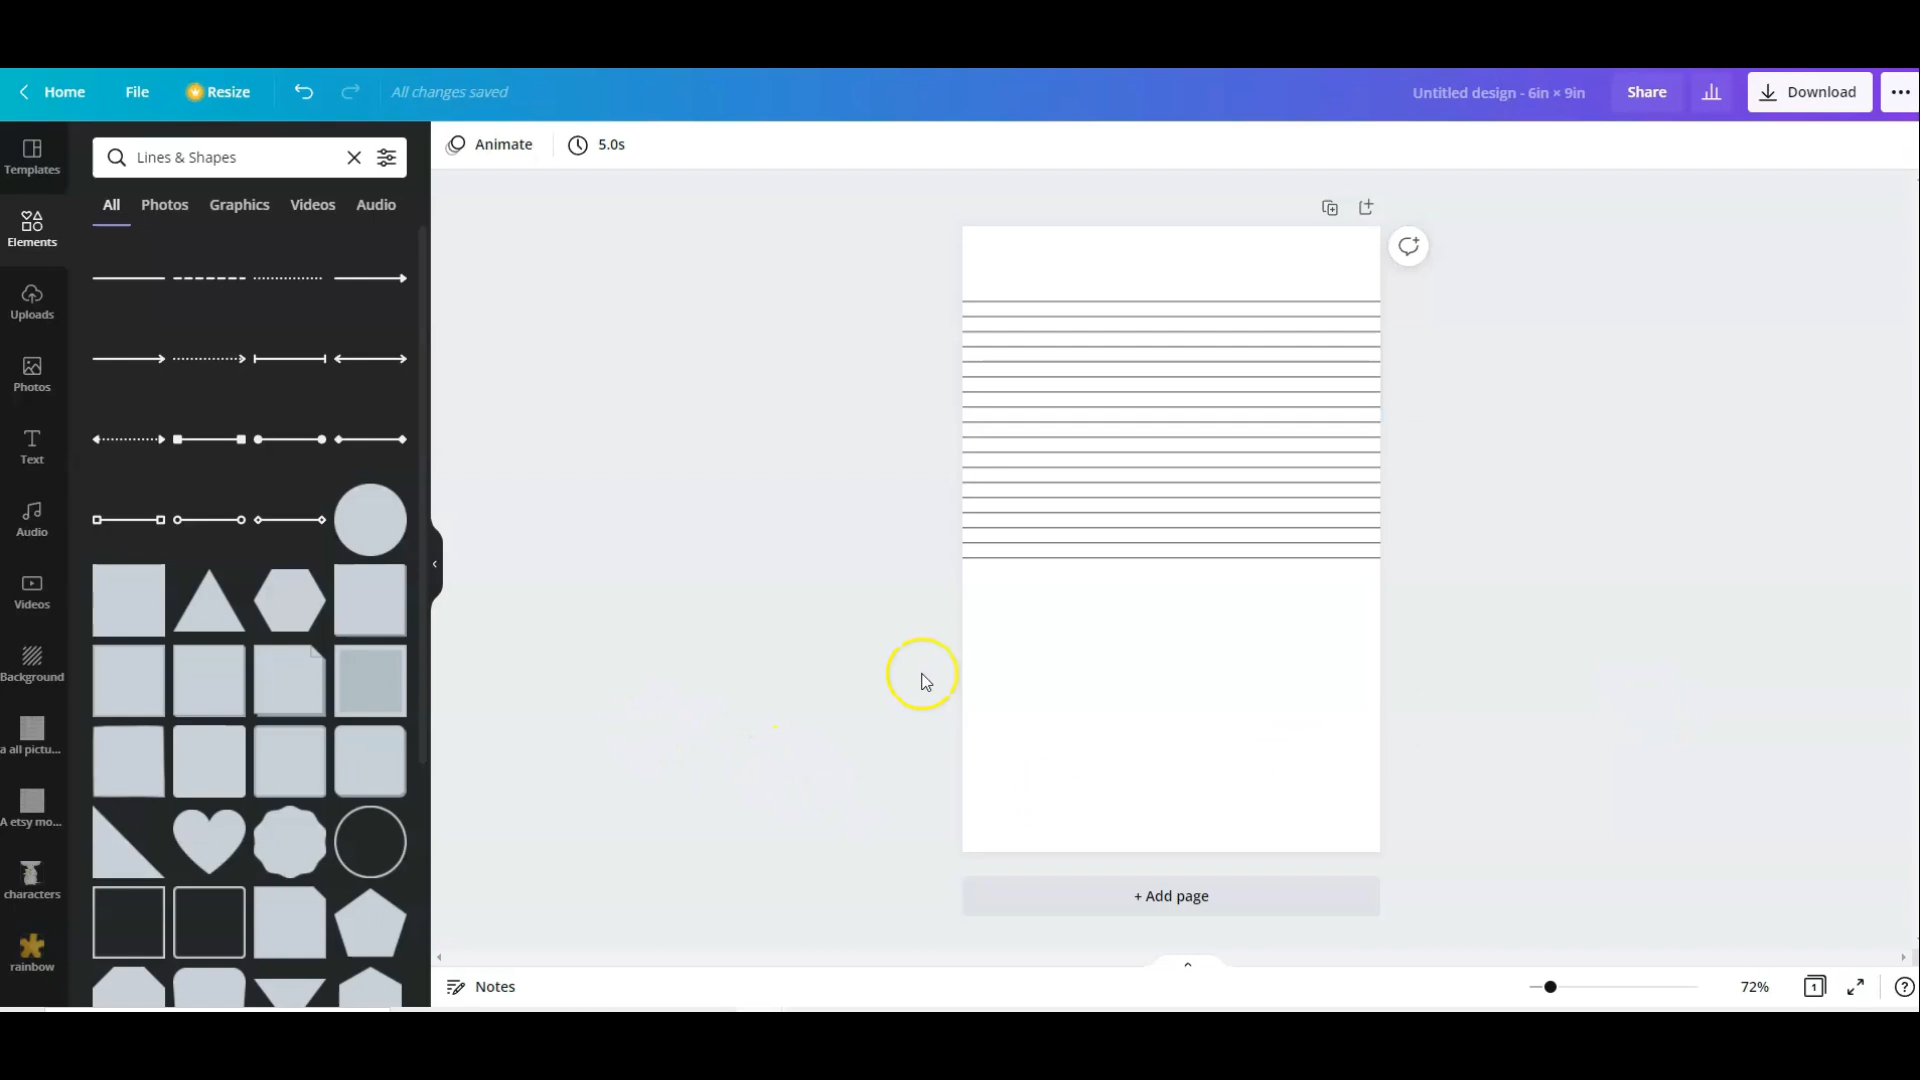 Home File Resize All changes saved Untitled design - 6in × 9in Share Download
Templates
Elements
Uploads
Photos
Text
Audio
Videos
Background
a all pictu...
A etsy mo...
characters
rainbow
Lines & Shapes
All Photos Graphics Videos Audio
Animate 5.0s
+ Add page
Notes 72% 1 ?